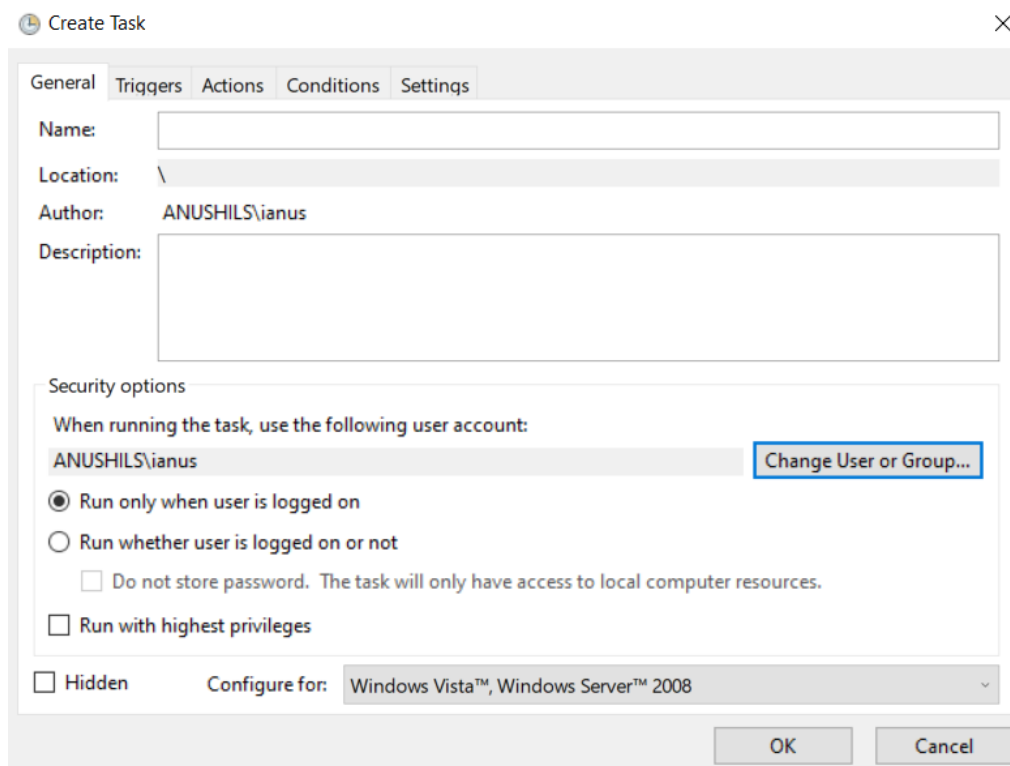 Create Task
General Triggers Actions Conditions Settings
Name:
Location: \
Author: ANUSHILS\ianus
Description:
Security options
When running the task, use the following user account:
ANUSHILS\ianus Change User or Group...
Run only when user is logged on
Run whether user is logged on or not
Do not store password. The task will only have access to local computer resources.
Run with highest privileges
Hidden Configure for: Windows Vista™, Windows Server™ 2008
OK Cancel